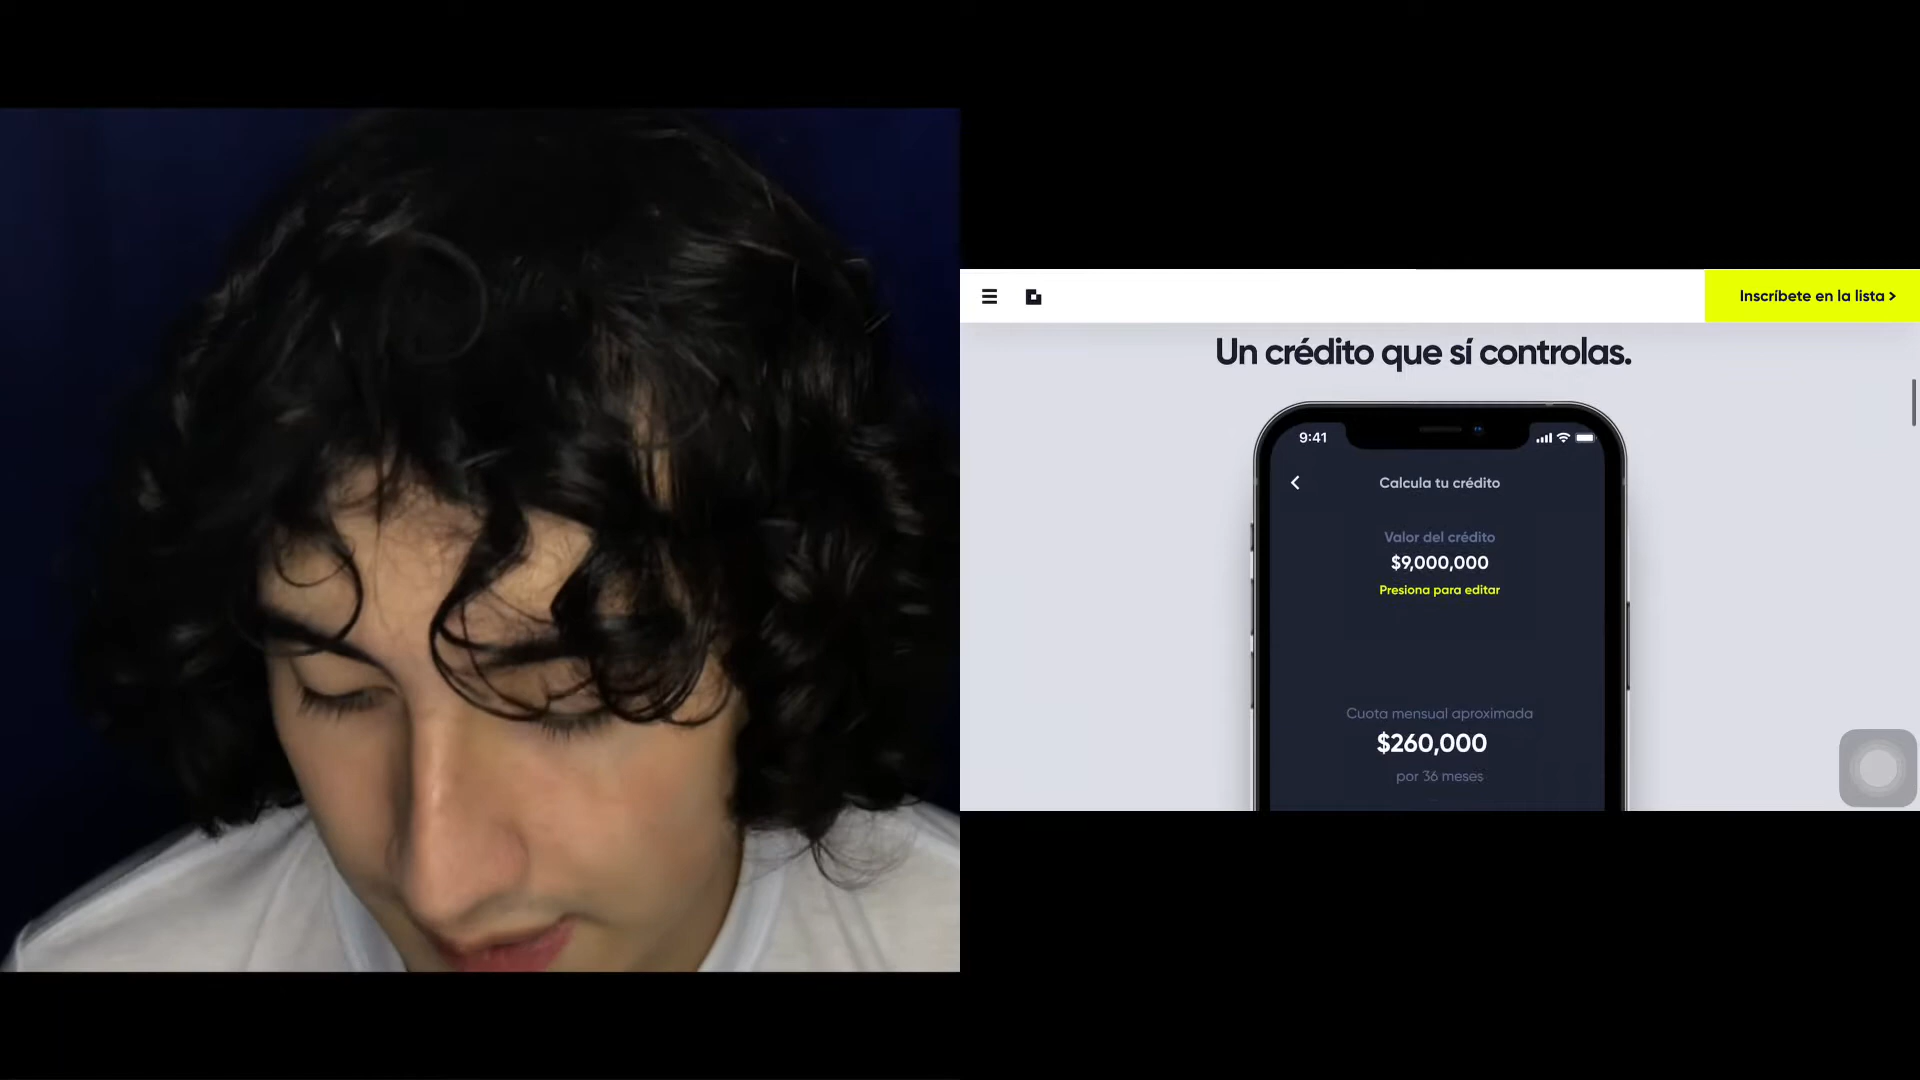 Inscríbete en la lista >
Un crédito que sí controlas.
9:41
Calcula tu crédito
Valor del crédito
$9,000,000
Presiona para editar
Cuota mensual aproximada
$260,000
por 36 meses